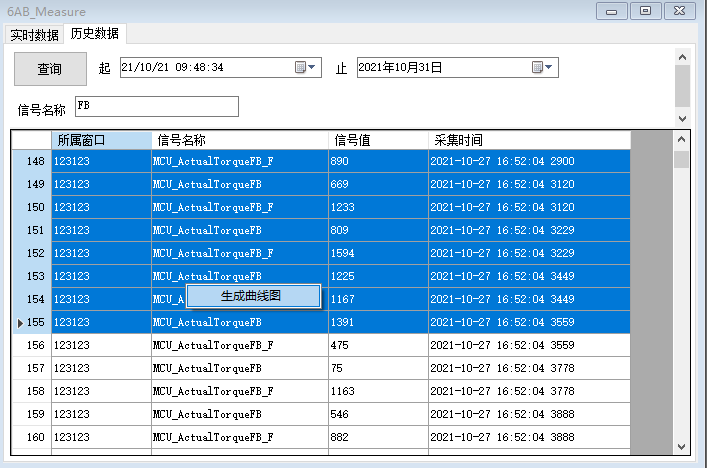 6AB_Measure
实时数据 历史数据
查询 起 21/10/21 09:48:34 止 2021年10月31日
信号名称 FB
所属窗口 信号名称 信号值 采集时间
148 123123 MCU_ActualTorqueFB_F 890 2021-10-27 16:52:04 2900
149 123123 MCU_ActualTorqueFB 669 2021-10-27 16:52:04 3120
150 123123 MCU_ActualTorqueFB_F 1233 2021-10-27 16:52:04 3120
151 123123 MCU_ActualTorqueFB 809 2021-10-27 16:52:04 3229
152 123123 MCU_ActualTorqueFB_F 1594 2021-10-27 16:52:04 3229
153 123123 MCU_ActualTorqueFB 1225 2021-10-27 16:52:04 3449
154 123123 MCU_A 生成曲线图 1167 2021-10-27 16:52:04 3449
155 123123 MCU_ActualTorqueFB 1391 2021-10-27 16:52:04 3559
156 123123 MCU_ActualTorqueFB_F 475 2021-10-27 16:52:04 3559
157 123123 MCU_ActualTorqueFB 75 2021-10-27 16:52:04 3778
158 123123 MCU_ActualTorqueFB_F 1163 2021-10-27 16:52:04 3778
159 123123 MCU_ActualTorqueFB 546 2021-10-27 16:52:04 3888
160 123123 MCU_ActualTorqueFB_F 882 2021-10-27 16:52:04 3888